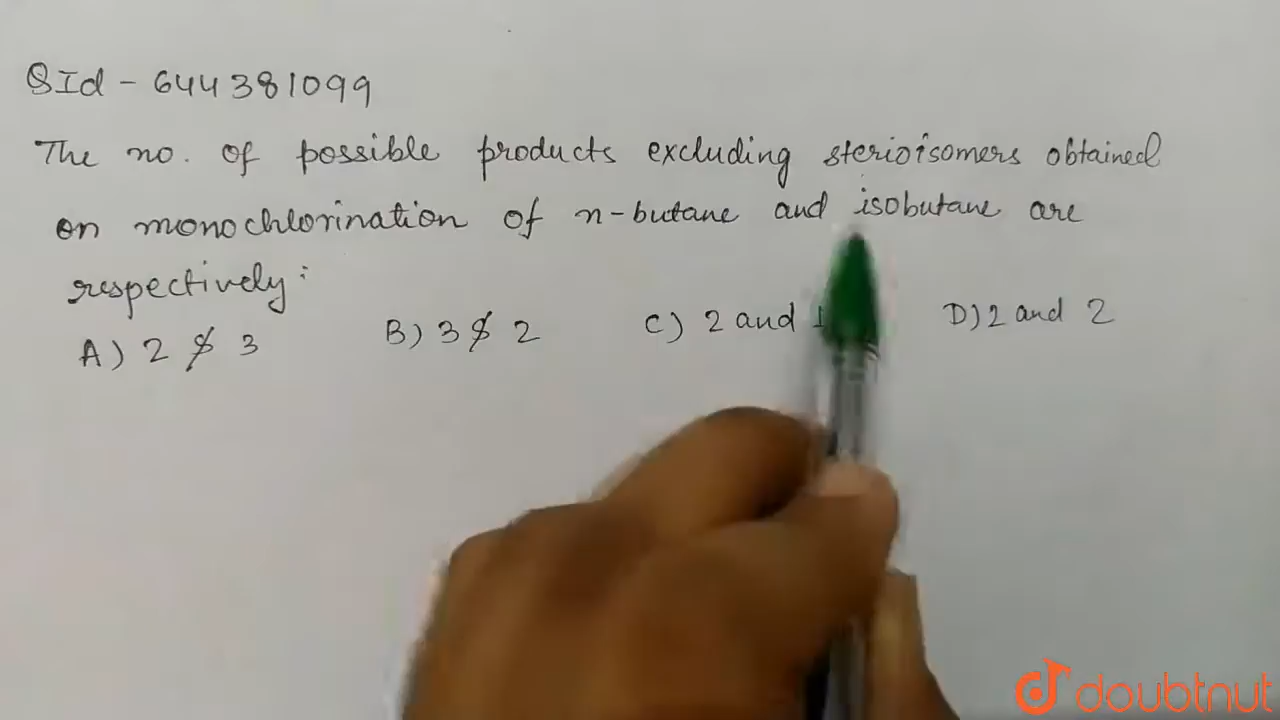 QId - 644381099
The no. of possible products excluding sterioisomers obtained
on monochlorination of n-butane and isobutane are
respectively:
A) 2 & 3 B) 3 & 2 C) 2 and D) 2 and 2
doubtnut